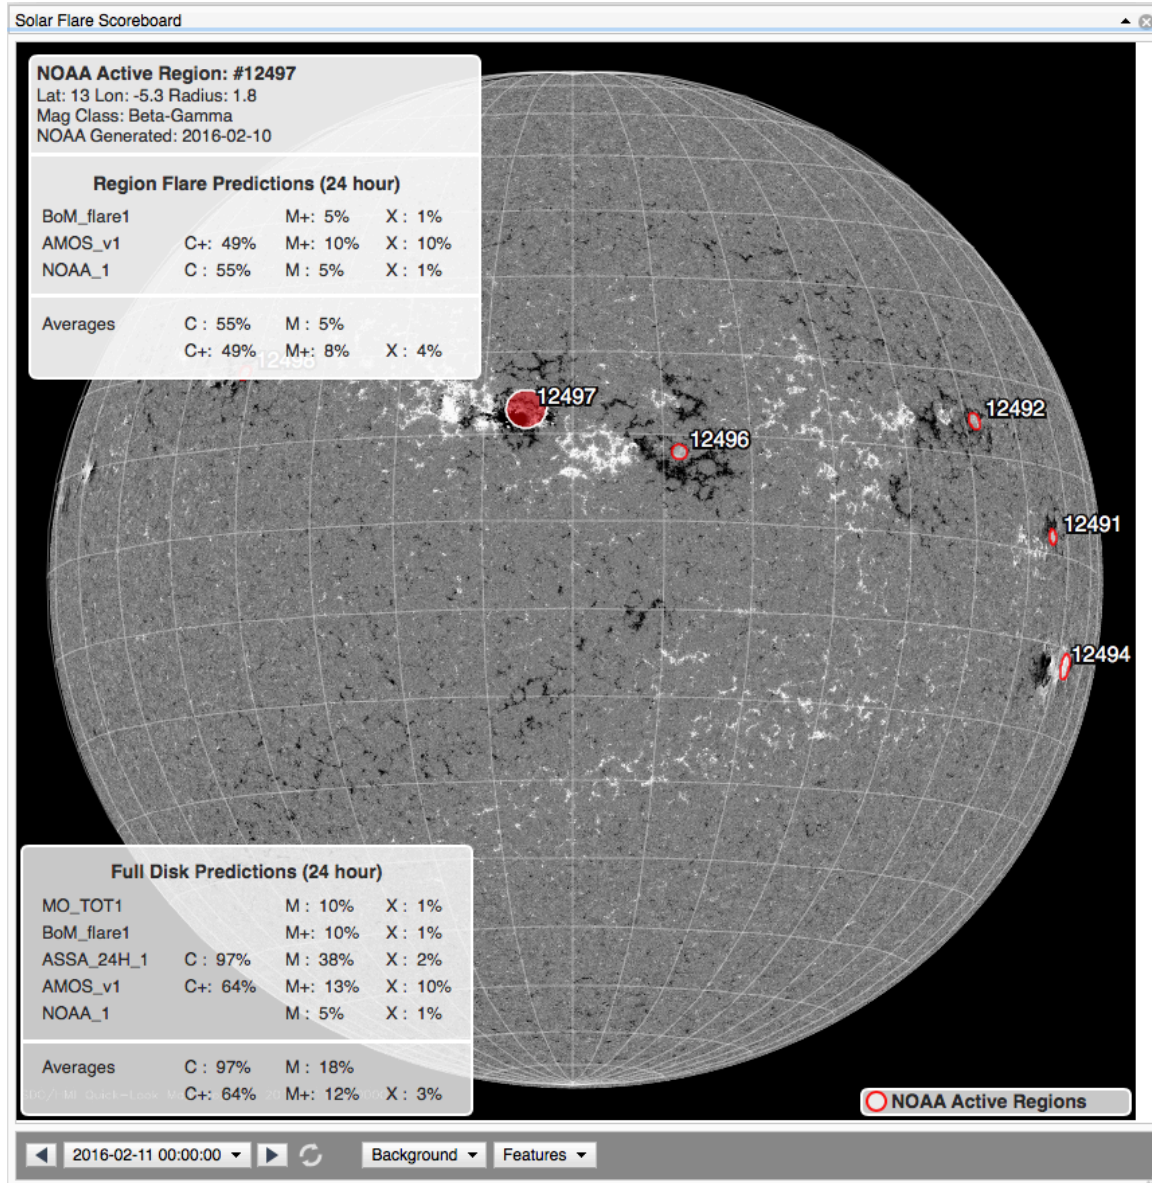 Solar Flare Scoreboard
NOAA Active Region: #12497
Lat: 13 Lon: -5.3 Radius: 1.8
Mag Class: Beta-Gamma
NOAA Generated: 2016-02-10
Region Flare Predictions (24 hour)
BoM_flare1 M+: 5% X : 1%
AMOS_v1 C+: 49% M+: 10% X : 10%
NOAA_1 C : 55% M : 5% X : 1%
Averages C : 55% M : 5%
C+: 49% M+: 8% X : 4%
12497
12496
12492
12491
12494
Full Disk Predictions (24 hour)
MO_TOT1 M : 10% X : 1%
BoM_flare1 M+: 10% X : 1%
ASSA_24H_1 C : 97% M : 38% X : 2%
AMOS_v1 C+: 64% M+: 13% X : 10%
NOAA_1 M : 5% X : 1%
Averages C : 97% M : 18%
C+: 64% M+: 12% X : 3%
NOAA Active Regions
2016-02-11 00:00:00
Background
Features